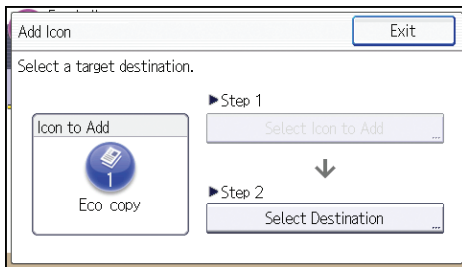 Add Icon
Exit
Select a target destination.
▶Step 1
Icon to Add
Select Icon to Add
...
1
Eco copy
▶Step 2
Select Destination
...